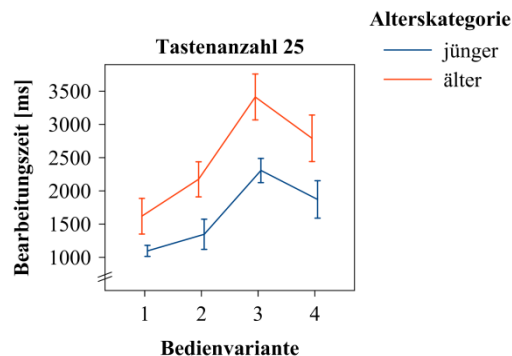 Alterskategorie
jünger
älter
Tastenanzahl 25
Bearbeitungszeit [ms]
3500
3000
2500
2000
1500
1000
1 2 3 4
Bedienvariante